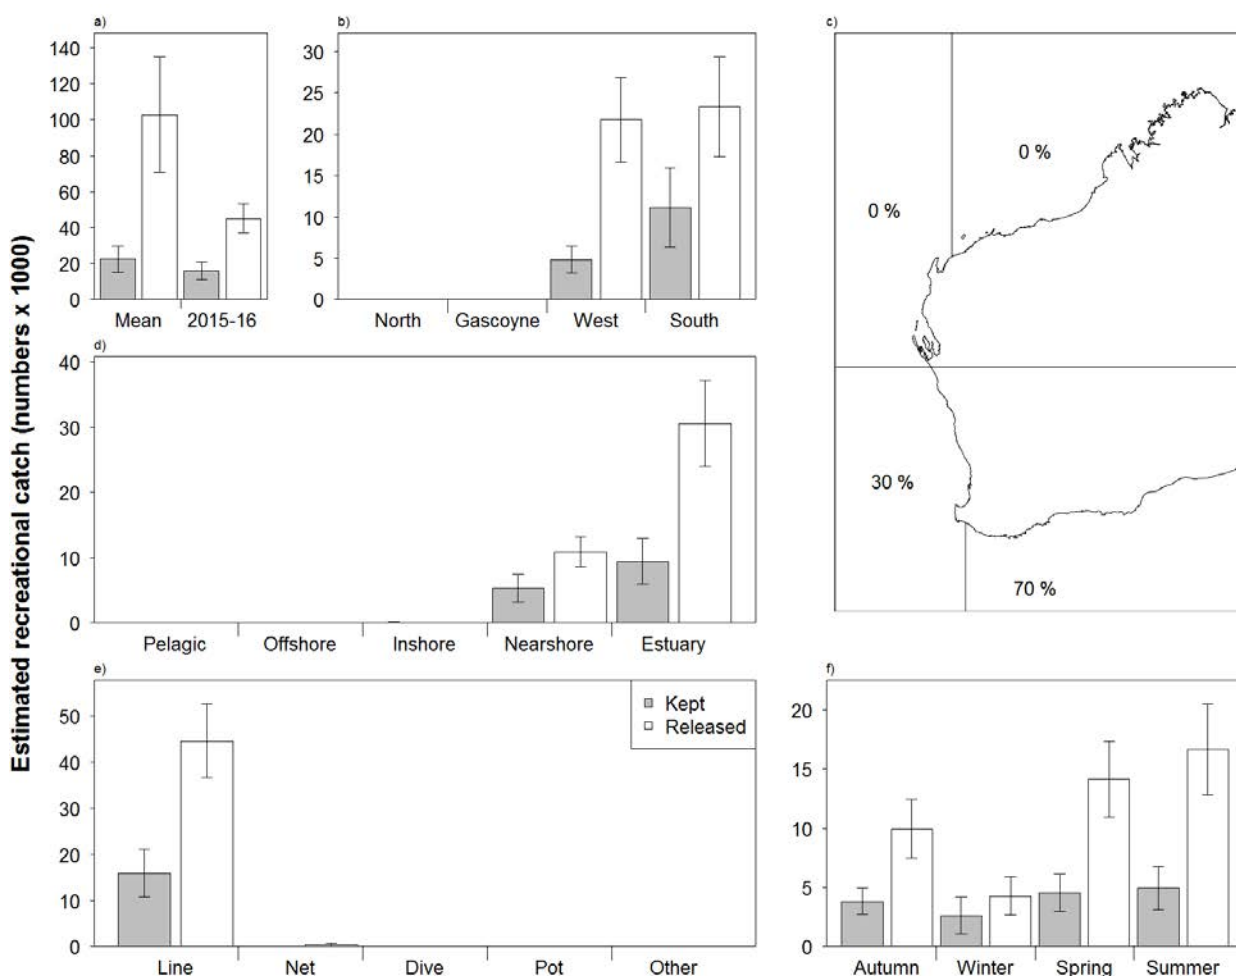 Estimated recreational catch (numbers x 1000)
a)
140
120
100
80
60
40
20
0
Mean 2015-16
b)
30
25
20
15
10
5
0
North Gascoyne West South
c)
0 %
0 %
30 %
70 %
d)
40
30
20
10
0
Pelagic Offshore Inshore Nearshore Estuary
e)
50
40
30
20
10
0
Kept
Released
Line Net Dive Pot Other
f)
20
15
10
5
0
Autumn Winter Spring Summer